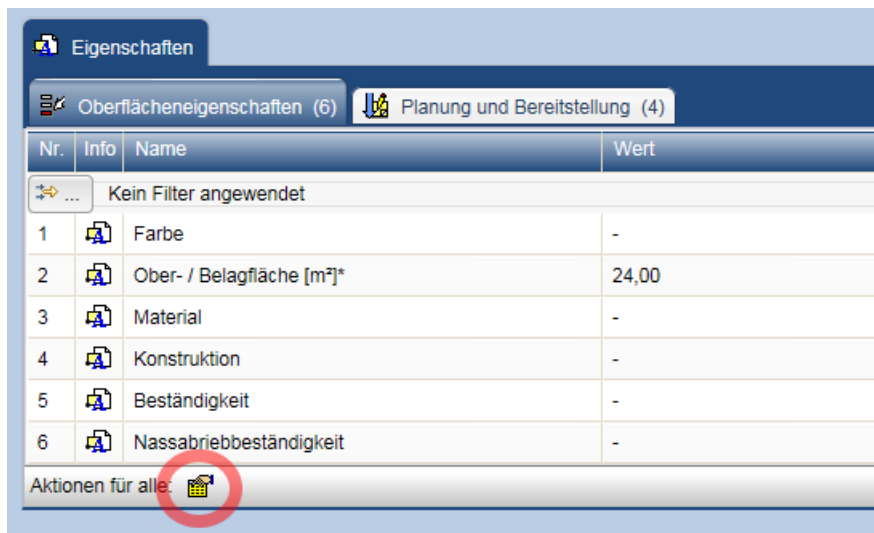 Eigenschaften
Oberflächeneigenschaften (6) Planung und Bereitstellung (4)
Nr. Info Name Wert
... Kein Filter angewendet
1 Farbe -
2 Ober- / Belagfläche [m²]* 24,00
3 Material -
4 Konstruktion -
5 Beständigkeit -
6 Nassabriebbeständigkeit -
Aktionen für alle: